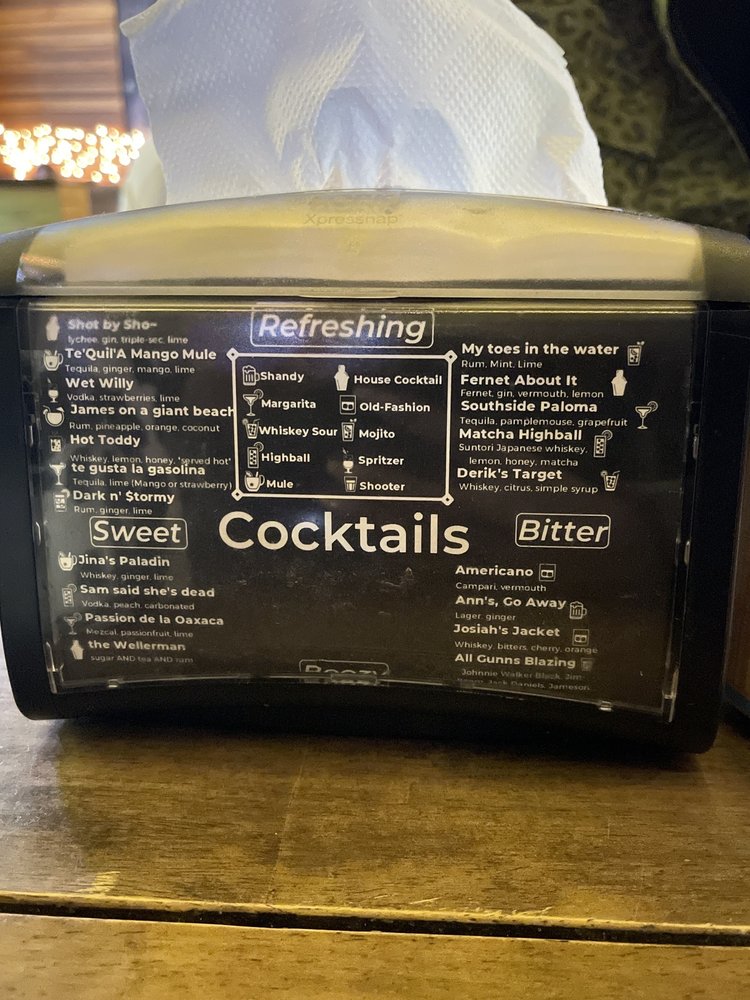 Xpressnap
Refreshing
Shot by Sho~
lychee, gin, triple-sec, lime
Te'Quil'A Mango Mule
Tequila, ginger, mango, lime
Wet Willy
Vodka, strawberries, lime
James on a giant beach
Rum, pineapple, orange, coconut
Hot Toddy
Whiskey, lemon, honey, *served hot*
te gusta la gasolina
Tequila, lime (Mango or strawberry)
Dark n' $tormy
Rum, ginger, lime
Shandy
House Cocktail
Margarita
Old-Fashion
Whiskey Sour
Mojito
Highball
Spritzer
Mule
Shooter
My toes in the water
Rum, Mint, Lime
Fernet About It
Fernet, gin, vermouth, lemon
Southside Paloma
Tequila, pamplemouse, grapefruit
Matcha Highball
Suntori Japanese whiskey,
lemon, honey, matcha
Derik's Target
Whiskey, citrus, simple syrup
Sweet
Cocktails
Bitter
Jina's Paladin
Whiskey, ginger, lime
Sam said she's dead
Vodka, peach, carbonated
Passion de la Oaxaca
Mezcal, passionfruit, lime
the Wellerman
sugar AND tea AND rum
Americano
Campari, vermouth
Ann's, Go Away
Lager, ginger
Josiah's Jacket
Whiskey, bitters, cherry, orange
All Gunns Blazing
Johnnie Walker Black, Jim
Beam, Jack Daniels, Jameson
Boozy